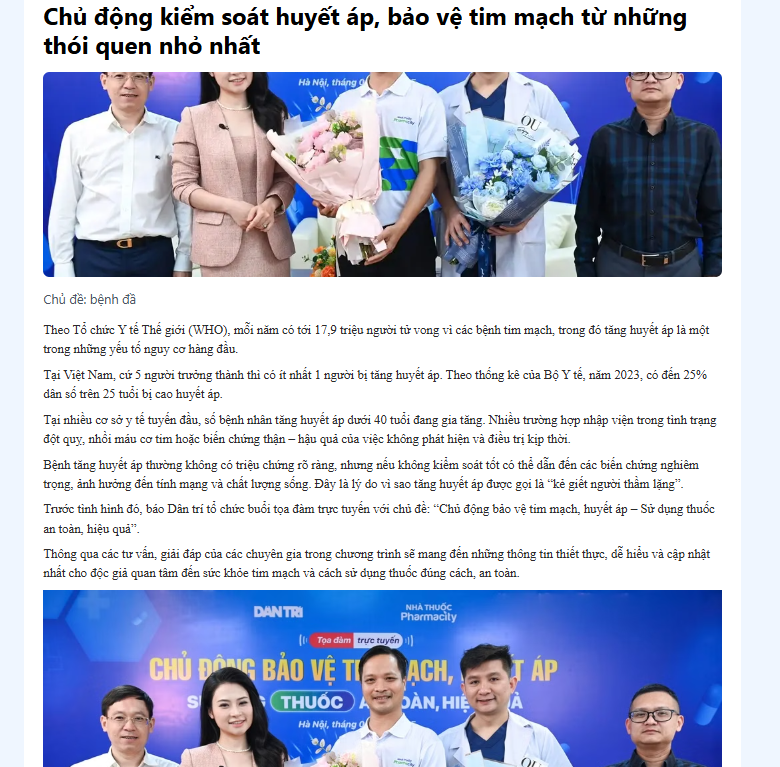 Chủ động kiểm soát huyết áp, bảo vệ tim mạch từ những
thói quen nhỏ nhất
Hà Nội, tháng 0
NHÀ THUỐC
Pharmacity
Chủ đề: bệnh đầ
Theo Tổ chức Y tế Thế giới (WHO), mỗi năm có tới 17,9 triệu người tử vong vì các bệnh tim mạch, trong đó tăng huyết áp là một
trong những yếu tố nguy cơ hàng đầu.
Tại Việt Nam, cứ 5 người trưởng thành thì có ít nhất 1 người bị tăng huyết áp. Theo thống kê của Bộ Y tế, năm 2023, có đến 25%
dân số trên 25 tuổi bị cao huyết áp.
Tại nhiều cơ sở y tế tuyến đầu, số bệnh nhân tăng huyết áp dưới 40 tuổi đang gia tăng. Nhiều trường hợp nhập viện trong tình trạng
đột quỵ, nhồi máu cơ tim hoặc biến chứng thận – hậu quả của việc không phát hiện và điều trị kịp thời.
Bệnh tăng huyết áp thường không có triệu chứng rõ ràng, nhưng nếu không kiểm soát tốt có thể dẫn đến các biến chứng nghiêm
trọng, ảnh hưởng đến tính mạng và chất lượng sống. Đây là lý do vì sao tăng huyết áp được gọi là “kẻ giết người thầm lặng”.
Trước tình hình đó, báo Dân trí tổ chức buổi tọa đàm trực tuyến với chủ đề: “Chủ động bảo vệ tim mạch, huyết áp – Sử dụng thuốc
an toàn, hiệu quả”.
Thông qua các tư vấn, giải đáp của các chuyên gia trong chương trình sẽ mang đến những thông tin thiết thực, dễ hiểu và cập nhật
nhất cho độc giả quan tâm đến sức khỏe tim mạch và cách sử dụng thuốc đúng cách, an toàn.
DÂN TRÍ
NHÀ THUỐC
Pharmacity
Tọa đàm trực tuyến
CHỦ ĐỘNG BẢO VỆ ÁP
THUỐC
Hà Nội, tháng 0